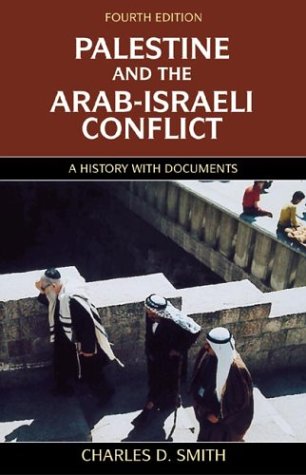 FOURTH EDITION
PALESTINE
AND THE
ARAB-ISRAELI
CONFLICT
A HISTORY WITH DOCUMENTS
CHARLES D. SMITH